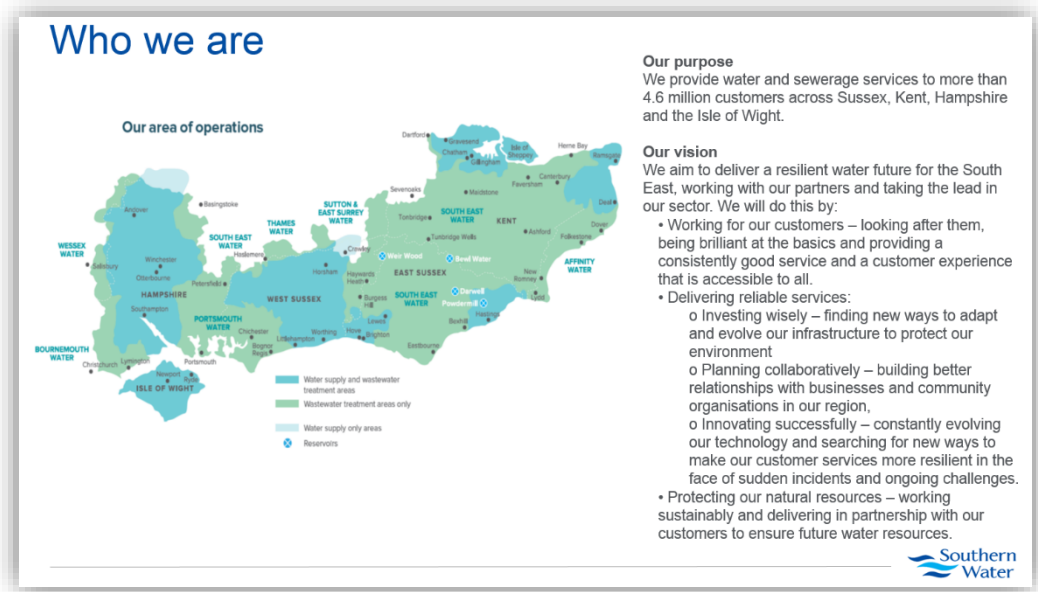 Who we are
Our area of operations
Dartford
Gravesend
Chatham
Gillingham
Isle of
Sheppey
Herne Bay
Ramsgate
Sevenoaks
Maidstone
Faversham
Canterbury
Deal
Andover
Basingstoke
SUTTON &
EAST SURREY
WATER
THAMES
WATER
SOUTH EAST
WATER
KENT
Tonbridge
Tunbridge Wells
Ashford
Dover
Folkestone
WESSEX
WATER
SOUTH EAST
WATER
Haslemere
Crawley
Weir Wood
Bewl Water
AFFINITY
WATER
Salisbury
Winchester
Otterbourne
Petersfield
Horsham
Haywards
Heath
EAST SUSSEX
New
Romney
Lydd
HAMPSHIRE
WEST SUSSEX
Burgess
Hill
SOUTH EAST
WATER
Darwell
Powdermill
Hastings
Southampton
PORTSMOUTH
WATER
Chichester
Bognor
Regis
Littlehampton
Worthing
Hove
Brighton
Lewes
Bexhill
Eastbourne
BOURNEMOUTH
WATER
Christchurch
Lymington
Newport
Ryde
Portsmouth
ISLE OF WIGHT
Water supply and wastewater
treatment areas
Wastewater treatment areas only
Water supply only areas
Reservoirs
Our purpose
We provide water and sewerage services to more than
4.6 million customers across Sussex, Kent, Hampshire
and the Isle of Wight.
Our vision
We aim to deliver a resilient water future for the South
East, working with our partners and taking the lead in
our sector. We will do this by:
• Working for our customers – looking after them,
being brilliant at the basics and providing a
consistently good service and a customer experience
that is accessible to all.
• Delivering reliable services:
o Investing wisely – finding new ways to adapt
and evolve our infrastructure to protect our
environment
o Planning collaboratively – building better
relationships with businesses and community
organisations in our region,
o Innovating successfully – constantly evolving
our technology and searching for new ways to
make our customer services more resilient in the
face of sudden incidents and ongoing challenges.
• Protecting our natural resources – working
sustainably and delivering in partnership with our
customers to ensure future water resources.
Southern
Water